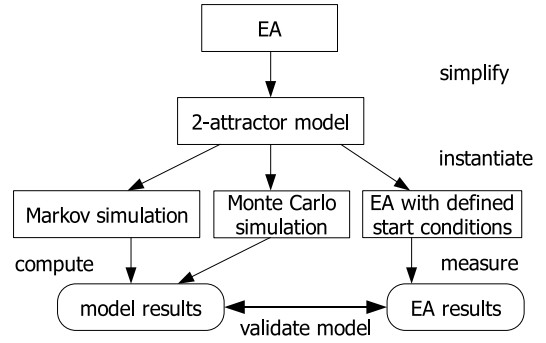 EA
simplify
2-attractor model
instantiate
Markov simulation
Monte Carlo
simulation
EA with defined
start conditions
compute
measure
model results
EA results
validate model